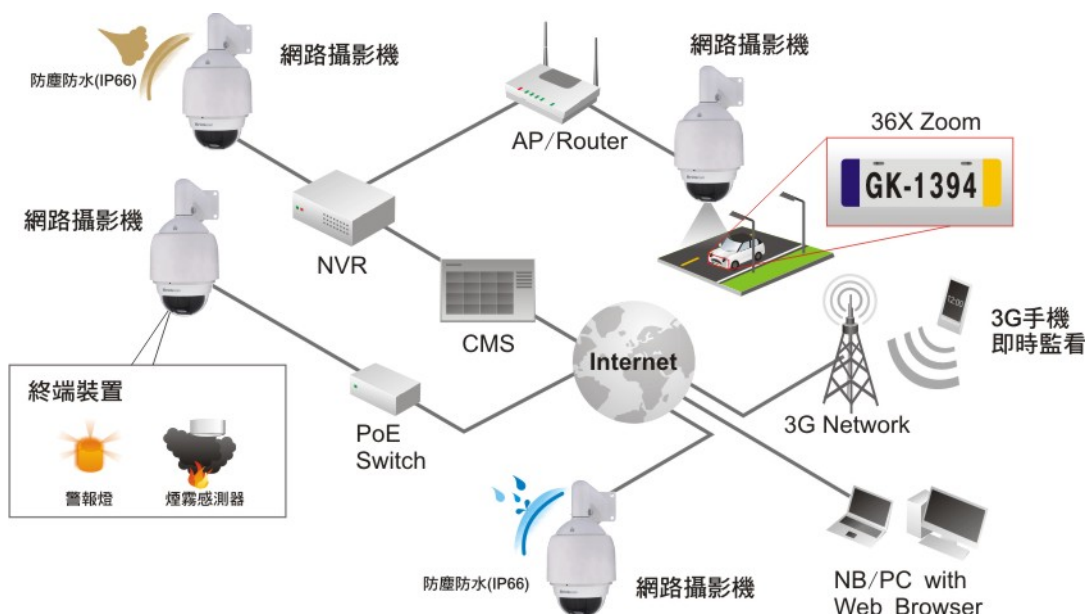 網路攝影機
防塵防水(IP66)
AP/Router
網路攝影機
36X Zoom
GK-1394
網路攝影機
NVR
CMS
Internet
12:00
3G手機
即時監看
3G Network
終端裝置
警報燈
煙霧感測器
PoE
Switch
防塵防水(IP66)
網路攝影機
NB/PC with
Web Browser